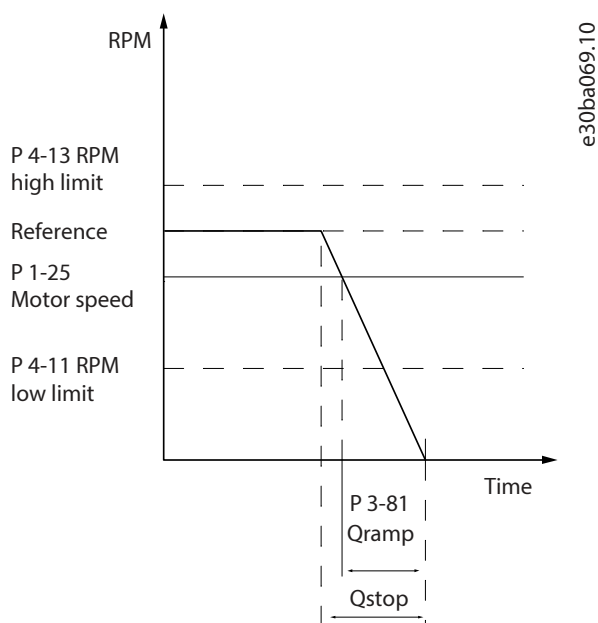 RPM
e30ba069.10
P 4-13 RPM
high limit
Reference
P 1-25
Motor speed
P 4-11 RPM
low limit
Time
P 3-81
Qramp
Qstop